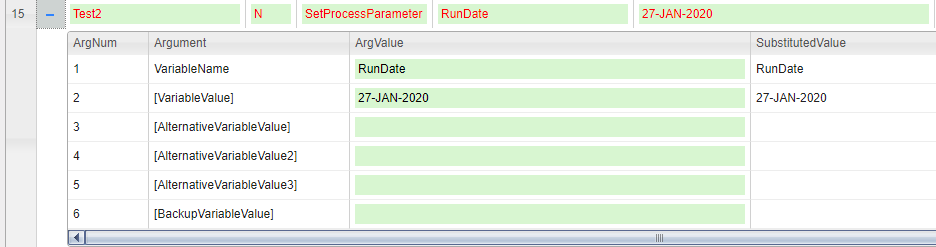 15 Test2 N SetProcessParameter RunDate 27-JAN-2020
ArgNum Argument ArgValue SubstitutedValue
1 VariableName RunDate RunDate
2 [VariableValue] 27-JAN-2020 27-JAN-2020
3 [AlternativeVariableValue]
4 [AlternativeVariableValue2]
5 [AlternativeVariableValue3]
6 [BackupVariableValue]